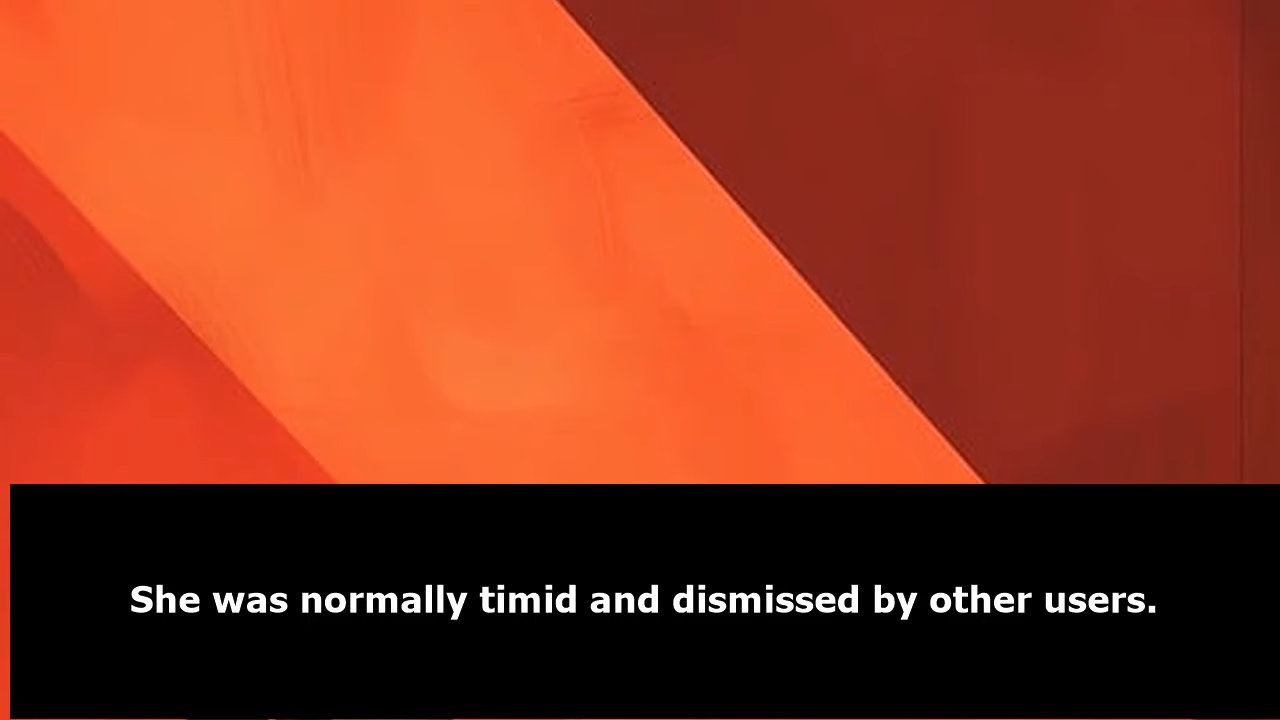 She was normally timid and dismissed by other users.